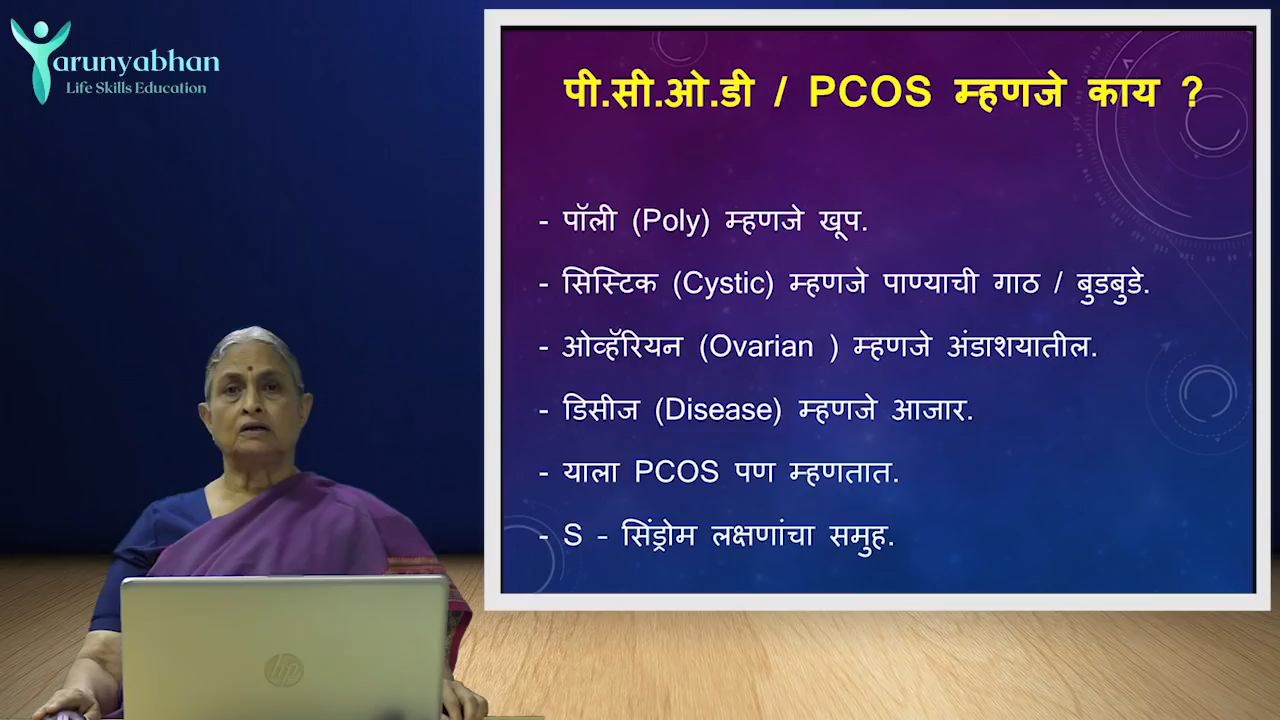 arunyabhan
Life Skills Education
पी.सी.ओ.डी / PCOS म्हणजे काय ?
- पॉली (Poly) म्हणजे खूप.
- सिस्टिक (Cystic) म्हणजे पाण्याची गाठ / बुडबुडे.
- ओव्हॅरियन (Ovarian ) म्हणजे अंडाशयातील.
- डिसीज (Disease) म्हणजे आजार.
- याला PCOS पण म्हणतात.
- S – सिंड्रोम लक्षणांचा समुह.
hp